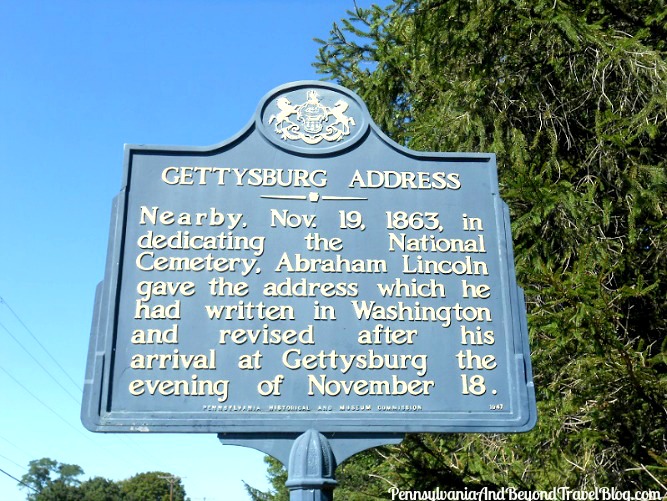 GETTYSBURG ADDRESS
Nearby, Nov. 19, 1863, in
dedicating the National
Cemetery, Abraham Lincoln
gave the address which he
had written in Washington
and revised after his
arrival at Gettysburg the
evening of November 18.
PENNSYLVANIA HISTORICAL AND MUSEUM COMMISSION 1947
PennsylvaniaAndBeyondTravelBlog.com